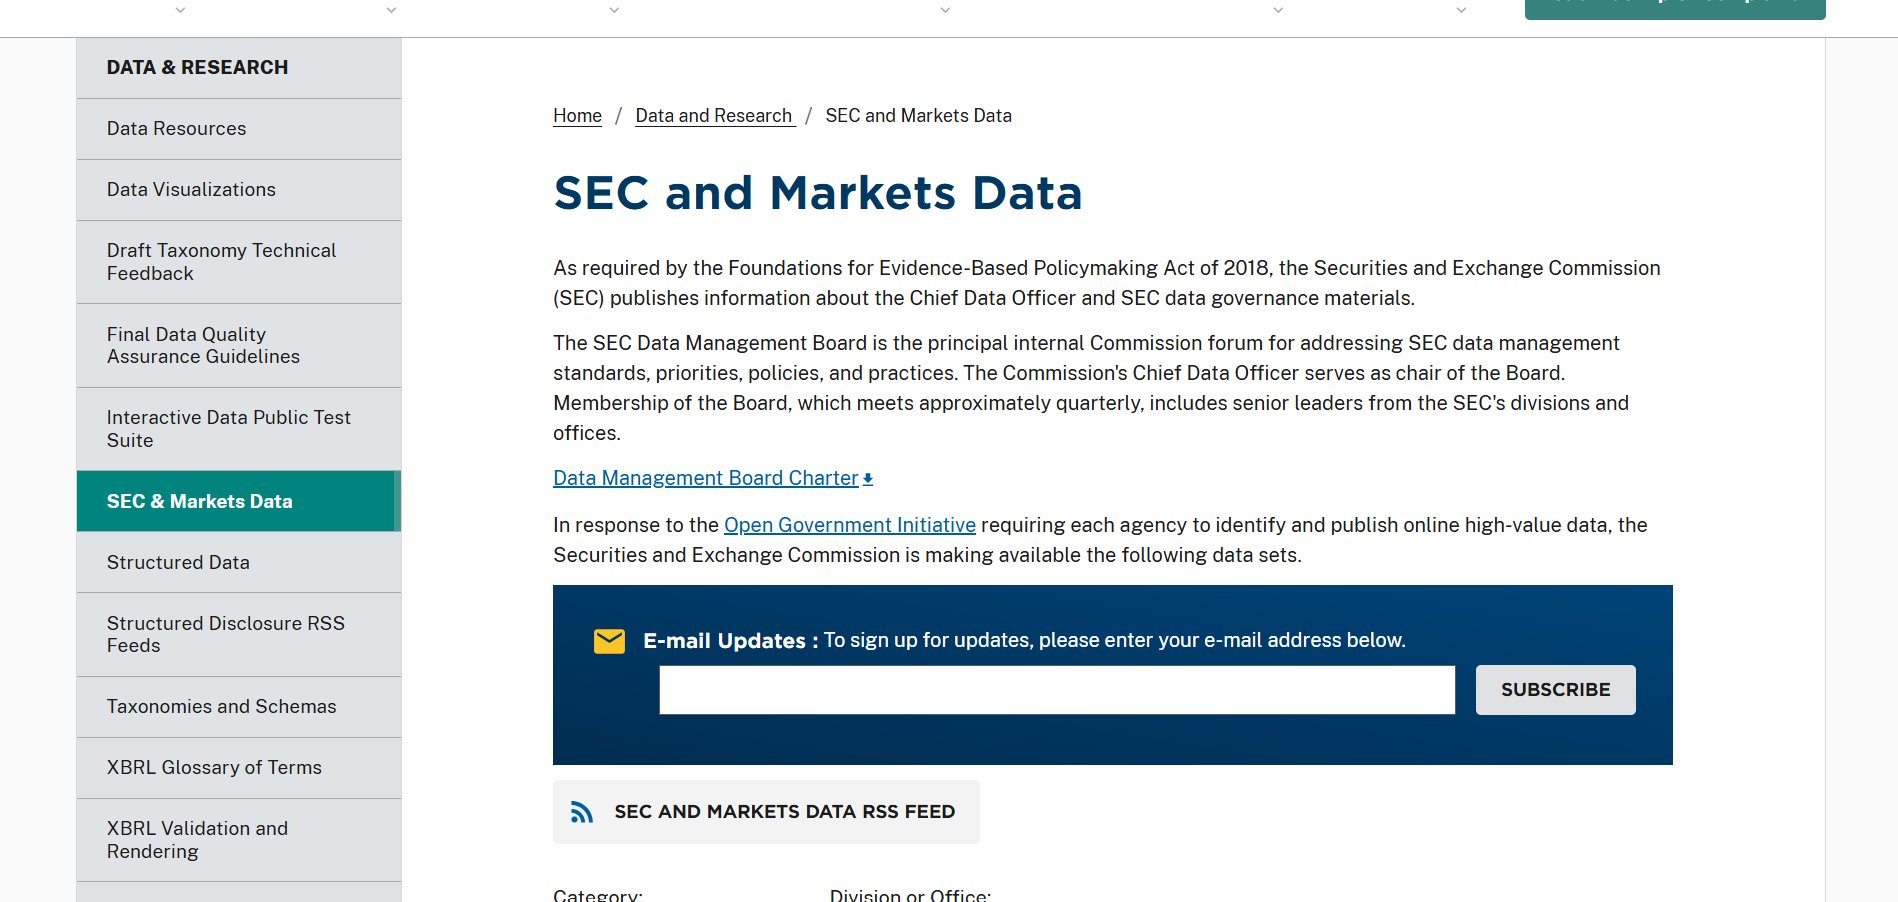 DATA & RESEARCH
Data Resources
Data Visualizations
Draft Taxonomy Technical
Feedback
Final Data Quality
Assurance Guidelines
Interactive Data Public Test
Suite
SEC & Markets Data
Structured Data
Structured Disclosure RSS
Feeds
Taxonomies and Schemas
XBRL Glossary of Terms
XBRL Validation and
Rendering
Home / Data and Research / SEC and Markets Data
SEC and Markets Data
As required by the Foundations for Evidence-Based Policymaking Act of 2018, the Securities and Exchange Commission
(SEC) publishes information about the Chief Data Officer and SEC data governance materials.
The SEC Data Management Board is the principal internal Commission forum for addressing SEC data management
standards, priorities, policies, and practices. The Commission's Chief Data Officer serves as chair of the Board.
Membership of the Board, which meets approximately quarterly, includes senior leaders from the SEC's divisions and
offices.
Data Management Board Charter
In response to the Open Government Initiative requiring each agency to identify and publish online high-value data, the
Securities and Exchange Commission is making available the following data sets.
E-mail Updates : To sign up for updates, please enter your e-mail address below.
SUBSCRIBE
SEC AND MARKETS DATA RSS FEED
Category: Division or Office: